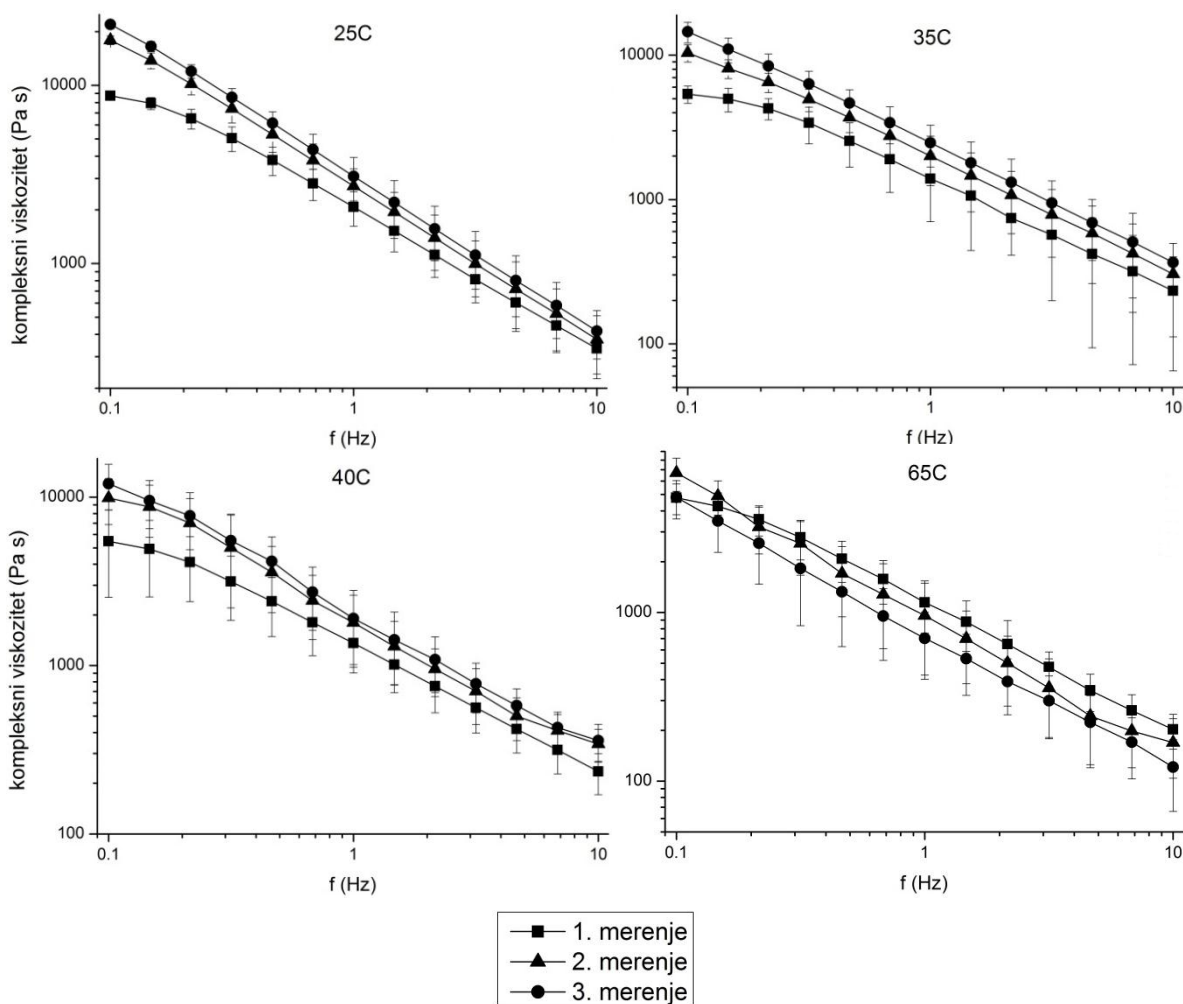 25C
kompleksni viskozitet (Pa s)
10000
1000
0.1
1
10
f (Hz)
35C
10000
1000
100
0.1
1
10
f (Hz)
40C
kompleksni viskozitet (Pa s)
10000
1000
100
0.1
1
10
f (Hz)
65C
1000
100
0.1
1
10
f (Hz)
1. merenje
2. merenje
3. merenje